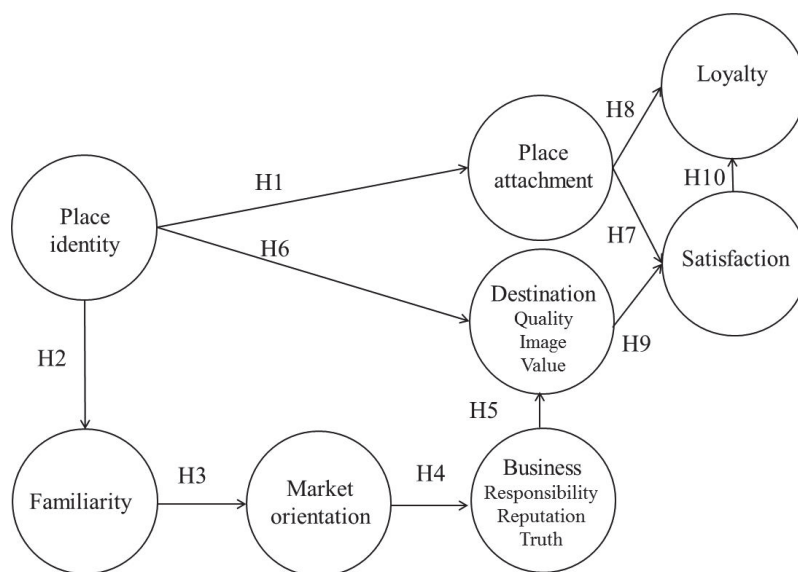 Loyalty
H8
Place
attachment
H1
H10
Place
identity
H7
H6
Satisfaction
Destination
Quality
Image
Value
H2
H9
H5
H3
H4
Business
Responsibility
Reputation
Truth
Familiarity
Market
orientation